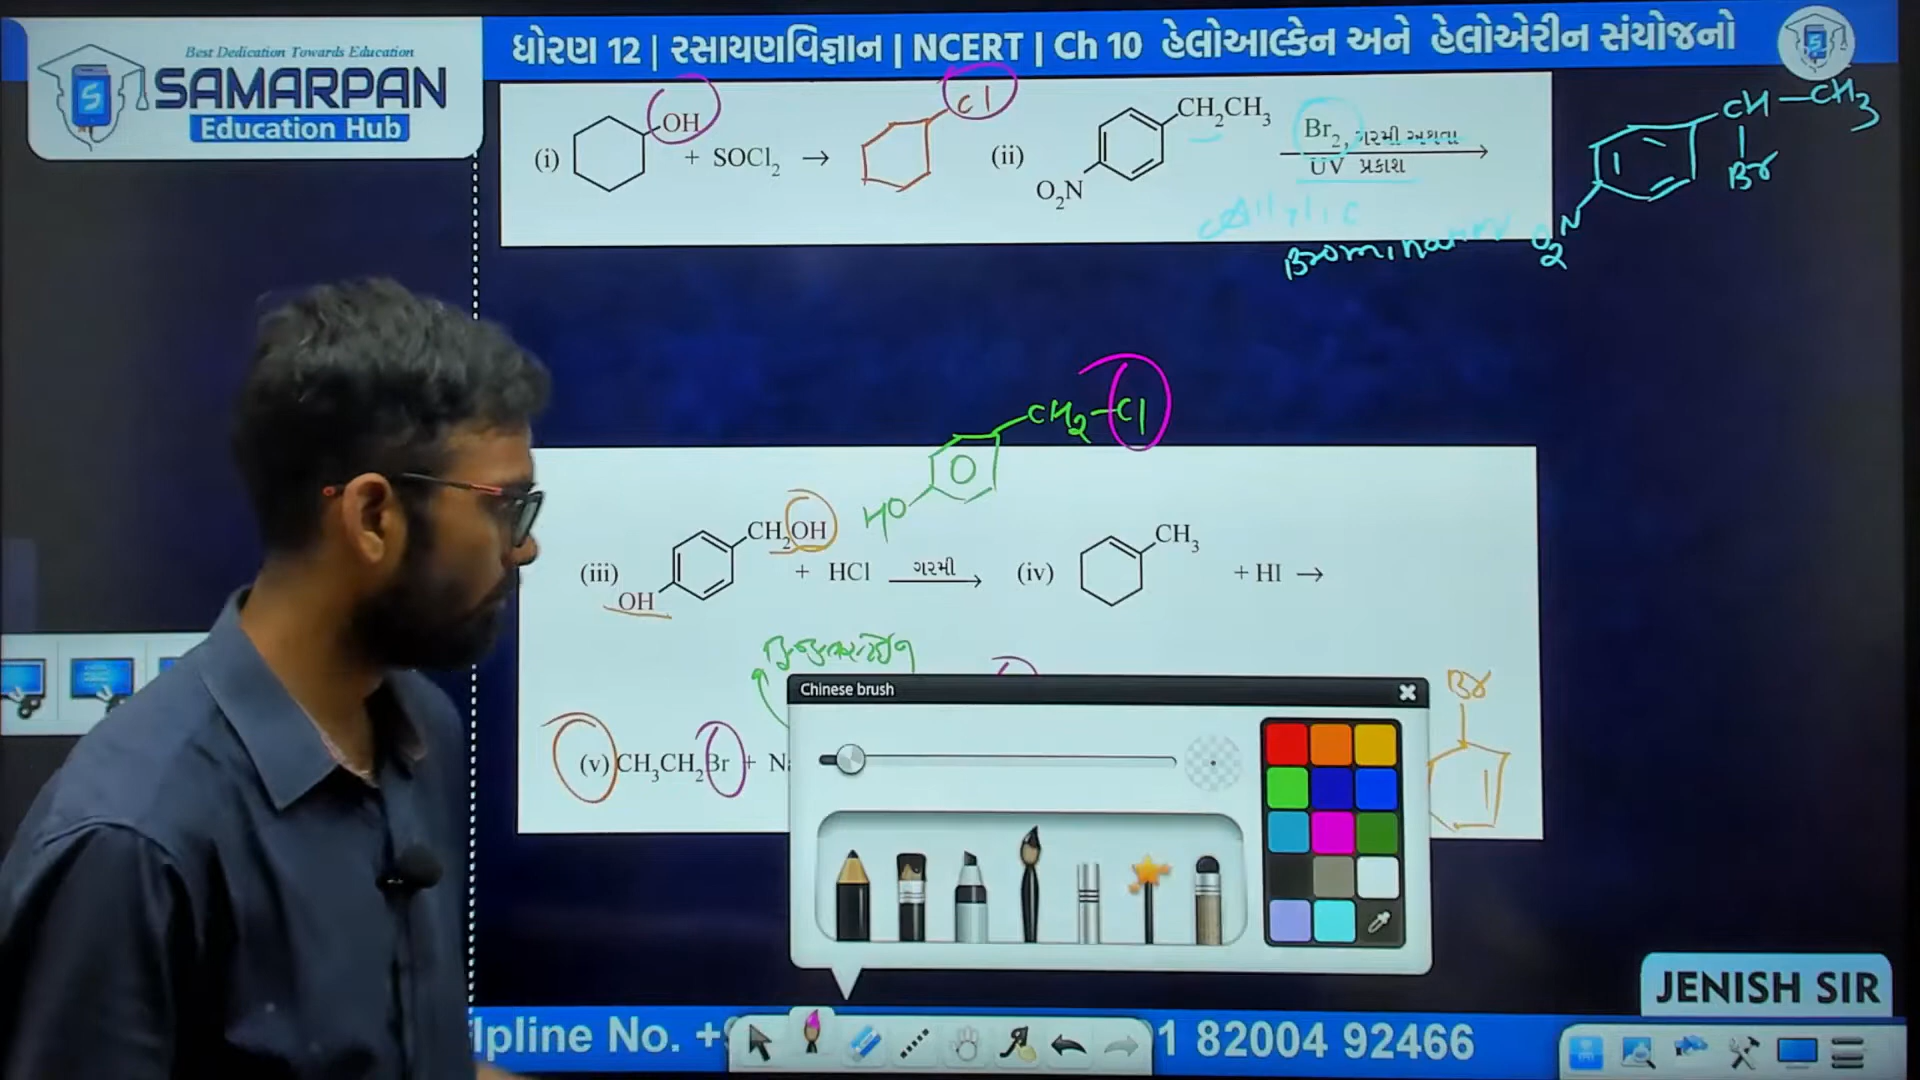 Best Dedication Towards Education
SAMARPAN
Education Hub
ધોરણ 12 | રસાયણવિજ્ઞાન | NCERT | Ch 10 હેલોઆલ્કેન અને હેલોએરીન સંયોજનો
(i) OH + SOCl₂ → Cl
(ii) CH₂CH₃ O₂N Br₂, ગરમી અથવા
UV પ્રકાશ
CH—CH₃
Br
O₂N
Allylic
Bromination
CH₂—Cl
HO
(iii) CH₂OH OH + HCl ગરમી
(iv) CH₃ + HI →
(v) CH₃CH₂Br + N
Br
Chinese brush
JENISH SIR
lpline No. +9
1 82004 92466